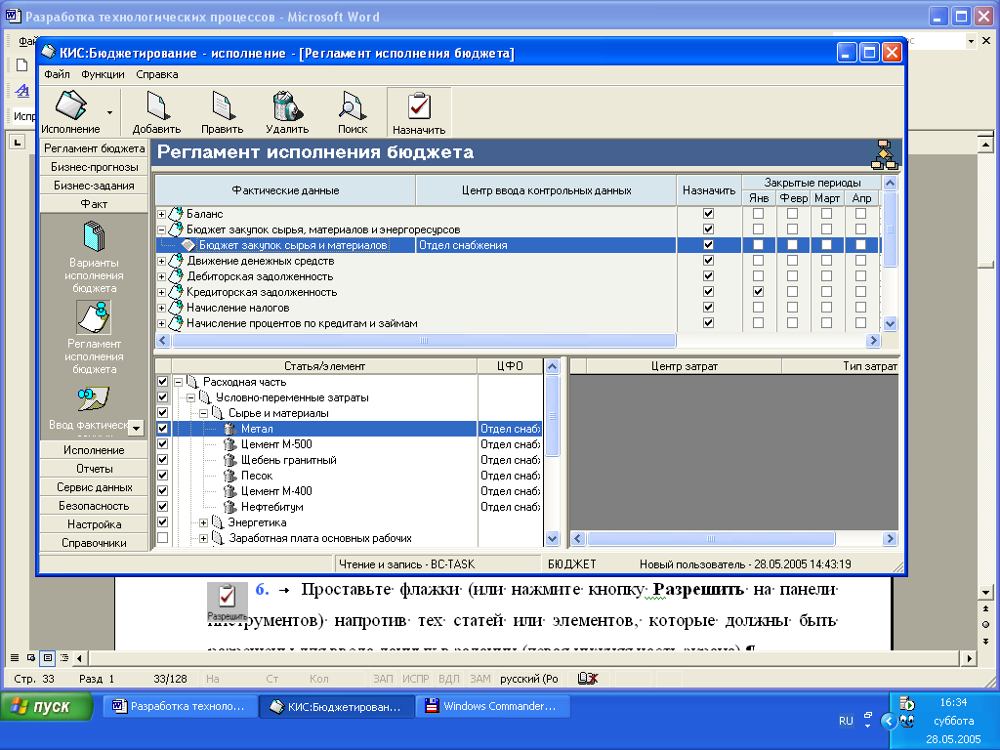 Разработка технологических процессов - Microsoft Word
КИС:Бюджетирование - исполнение - [Регламент исполнения бюджета]
Файл Функции Справка
Исполнение Добавить Править Удалить Поиск Назначить
Регламент бюджета
Бизнес-прогнозы
Бизнес-задания
Факт
Варианты
исполнения
бюджета
Регламент
исполнения
бюджета
Ввод фактическ
Исполнение
Отчеты
Сервис данных
Безопасность
Настройка
Справочники
Регламент исполнения бюджета
Фактические данные Центр ввода контрольных данных Назначить Закрытые периоды
Янв Февр Март Апр
Баланс
Бюджет закупок сырья, материалов и энергоресурсов
Бюджет закупок сырья и материалов Отдел снабжения
Движение денежных средств
Дебиторская задолженность
Кредиторская задолженность
Начисление налогов
Начисление процентов по кредитам и займам
Статья/элемент ЦФО
Расходная часть
Условно-переменные затраты
Сырье и материалы
Метал Отдел снаб
Цемент М-500 Отдел снаб
Щебень гранитный Отдел снаб
Песок Отдел снаб
Цемент М-400 Отдел снаб
Нефтебитум Отдел снаб
Энергетика
Заработная плата основных рабочих
Центр затрат Тип затрат
Чтение и запись - BC-TASK БЮДЖЕТ Новый пользователь - 28.05.2005 14:43:19
Разрешить
6. → Проставьте флажки (или нажмите кнопку Разрешить на панели
инструментов) напротив тех статей или элементов, которые должны быть
Стр. 33 Разд 1 33/128 На Ст Кол ЗАП ИСПР ВДЛ ЗАМ русский (Ро
пуск Разработка техноло... КИС:Бюджетирован... Windows Commander... RU
16:34
суббота
28.05.2005